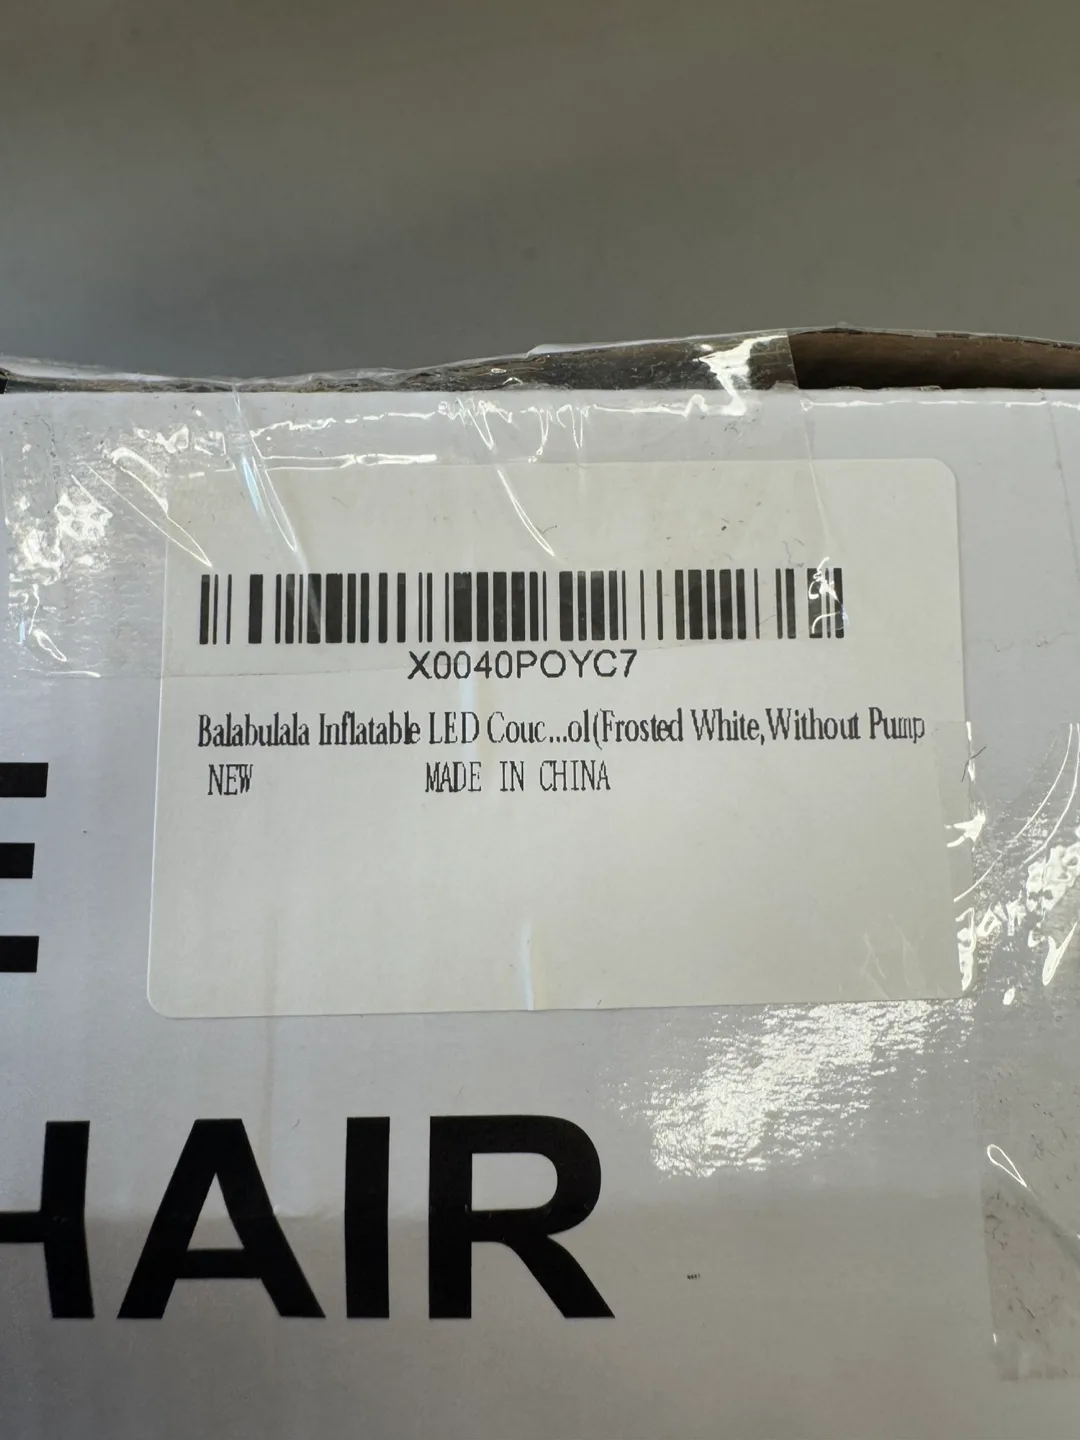 X0040POYC7
Balabulala Inflatable LED Couc...ol(Frosted White,Without Pump
NEW MADE IN CHINA
E
HAIR